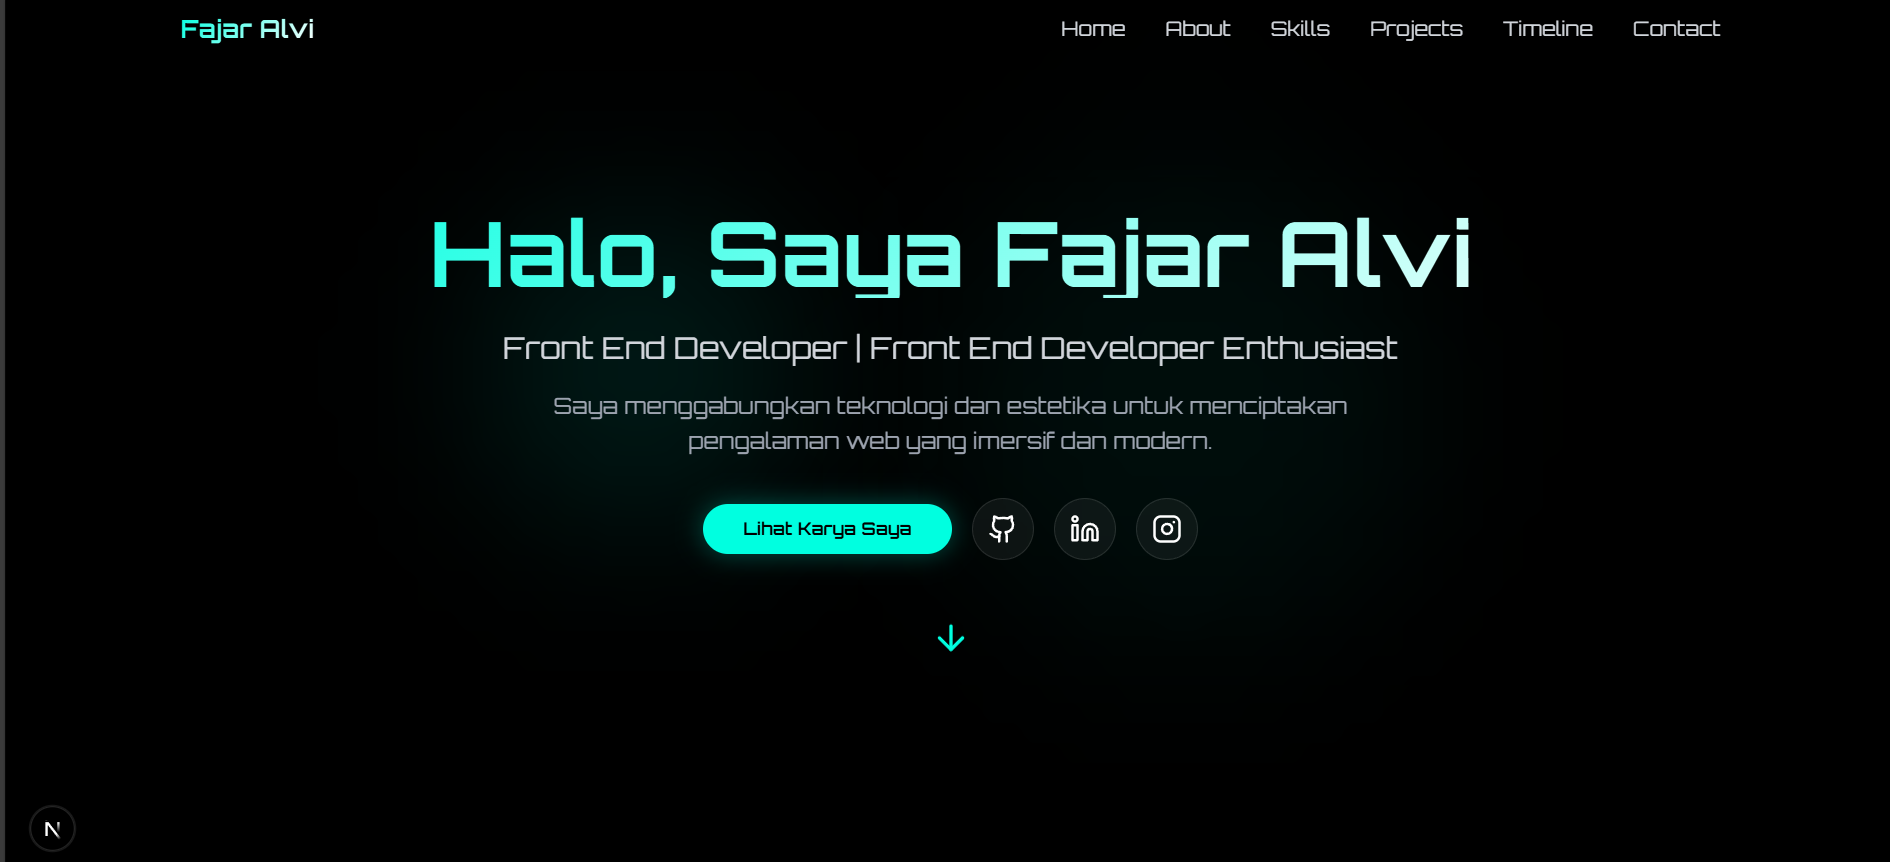 Fajar Alvi
Home About Skills Projects Timeline Contact
Halo, Saya Fajar Alvi
Front End Developer | Front End Developer Enthusiast
Saya menggabungkan teknologi dan estetika untuk menciptakan
pengalaman web yang imersif dan modern.
Lihat Karya Saya
in
N